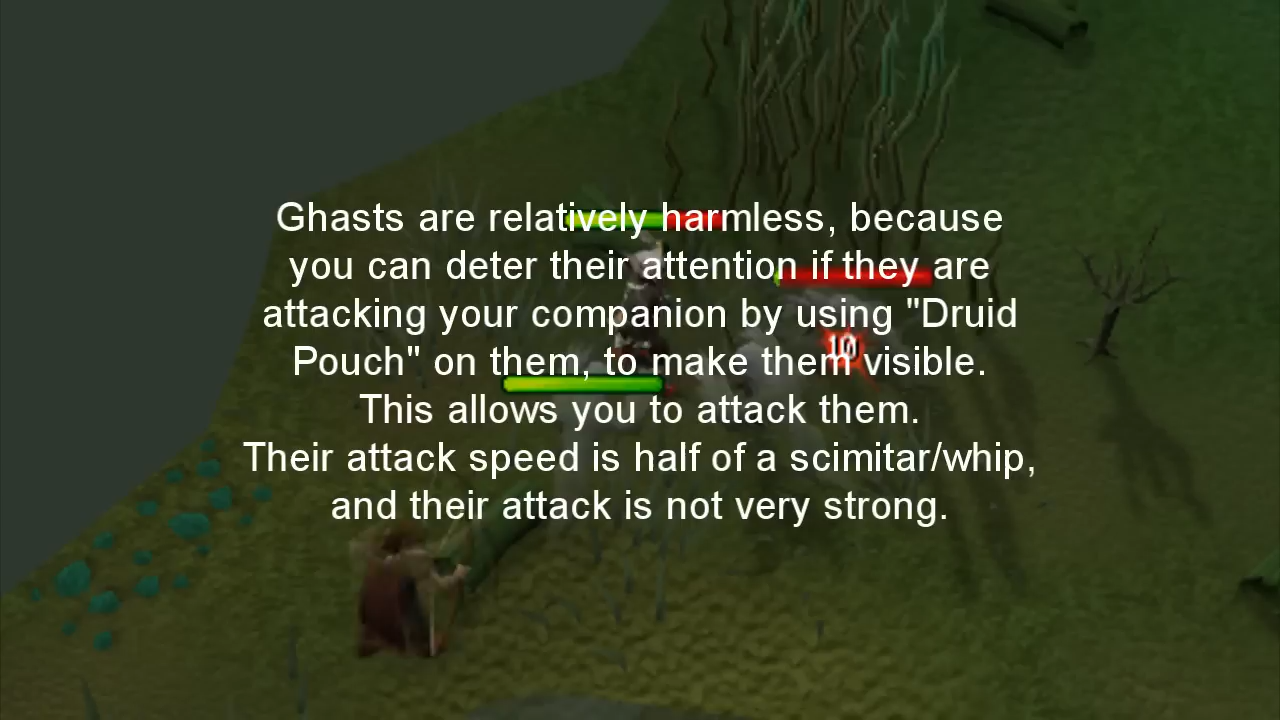 Ghasts are relatively harmless, because
you can deter their attention if they are
attacking your companion by using "Druid
Pouch" on them, to make them visible.
This allows you to attack them.
Their attack speed is half of a scimitar/whip,
and their attack is not very strong.
10